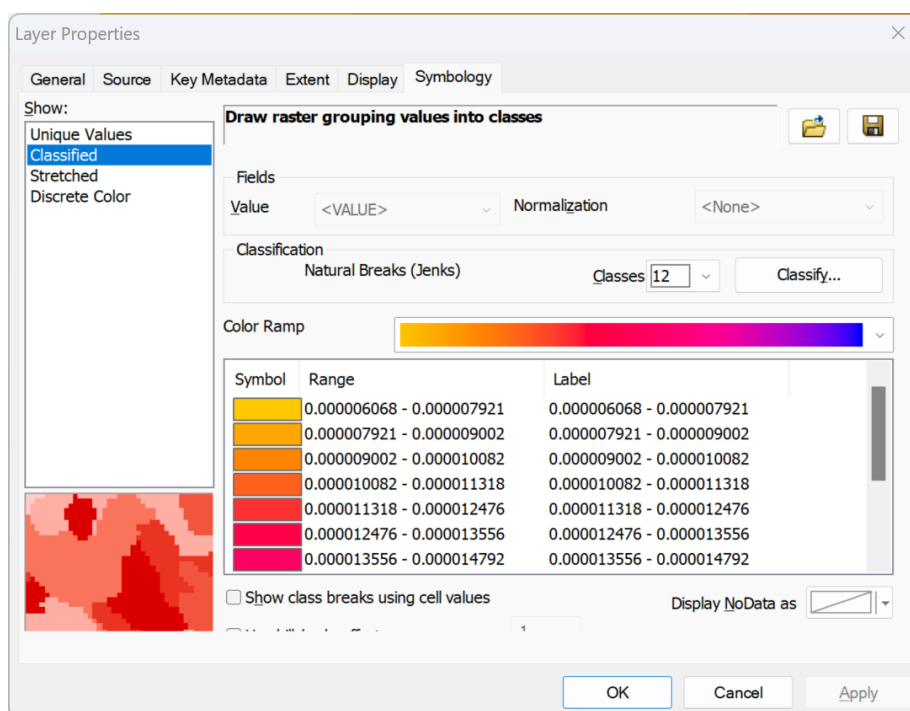 Layer Properties
General Source Key Metadata Extent Display Symbology
Show:
Unique Values
Classified
Stretched
Discrete Color
Draw raster grouping values into classes
Fields
Value <VALUE> Normalization <None>
Classification
Natural Breaks (Jenks) Classes 12 Classify...
Color Ramp
Symbol Range Label
0.000006068 - 0.000007921 0.000006068 - 0.000007921
0.000007921 - 0.000009002 0.000007921 - 0.000009002
0.000009002 - 0.000010082 0.000009002 - 0.000010082
0.000010082 - 0.000011318 0.000010082 - 0.000011318
0.000011318 - 0.000012476 0.000011318 - 0.000012476
0.000012476 - 0.000013556 0.000012476 - 0.000013556
0.000013556 - 0.000014792 0.000013556 - 0.000014792
Show class breaks using cell values Display NoData as
OK Cancel Apply